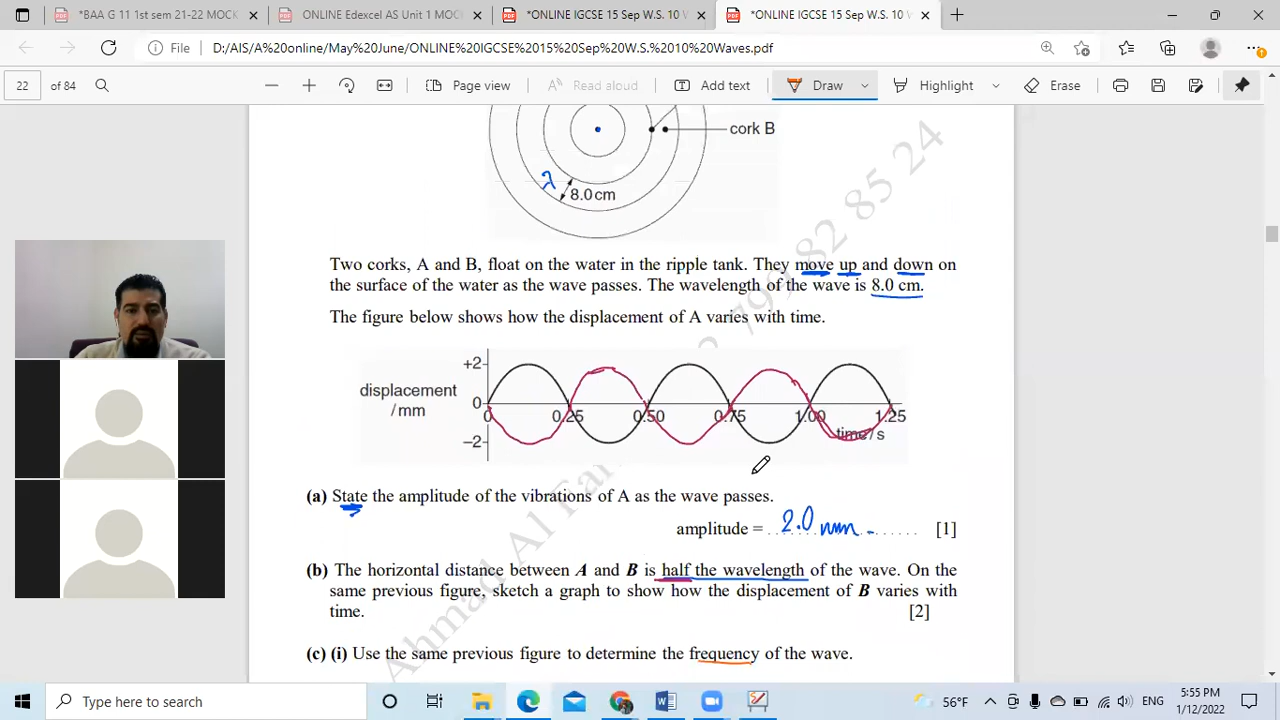 *BAA G 11 1st sem 21-22 MOCK
ONLINE Edexcel AS Unit 1 MOC
*ONLINE IGCSE 15 Sep W.S. 10 W
*ONLINE IGCSE 15 Sep W.S. 10 W
File
D:/AIS/A%20online/May%20June/ONLINE%20IGCSE%2015%20Sep%20W.S.%2010%20Waves.pdf
22 of 84
Page view
Read aloud
Add text
Draw
Highlight
Erase
cork B
λ
8.0 cm
Two corks, A and B, float on the water in the ripple tank. They move up and down on
the surface of the water as the wave passes. The wavelength of the wave is 8.0 cm.
The figure below shows how the displacement of A varies with time.
+2
displacement
/mm
0
−2
0 0.25 0.50 0.75 1.00 1.25
time/s
(a) State the amplitude of the vibrations of A as the wave passes.
amplitude = 2.0 mm [1]
(b) The horizontal distance between A and B is half the wavelength of the wave. On the
same previous figure, sketch a graph to show how the displacement of B varies with
time. [2]
(c) (i) Use the same previous figure to determine the frequency of the wave.
Type here to search
56°F
ENG
5:55 PM
1/12/2022